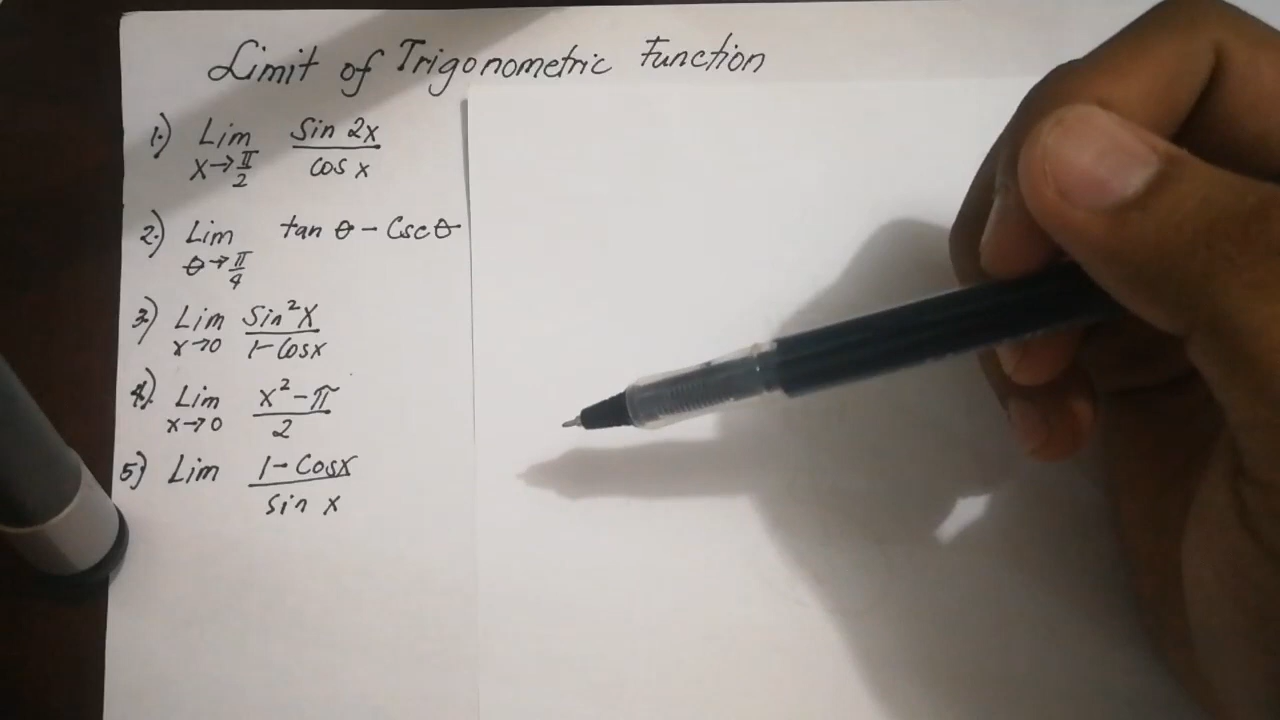 Limit of Trigonometric Function
1.) Lim x→π/2 sin 2x / cos x
2.) Lim θ→π/4 tan θ - Csc θ
3.) Lim x→0 Sin²X / 1-Cosx
4.) Lim x→0 x²-π / 2
5.) Lim 1-Cosx / sin x